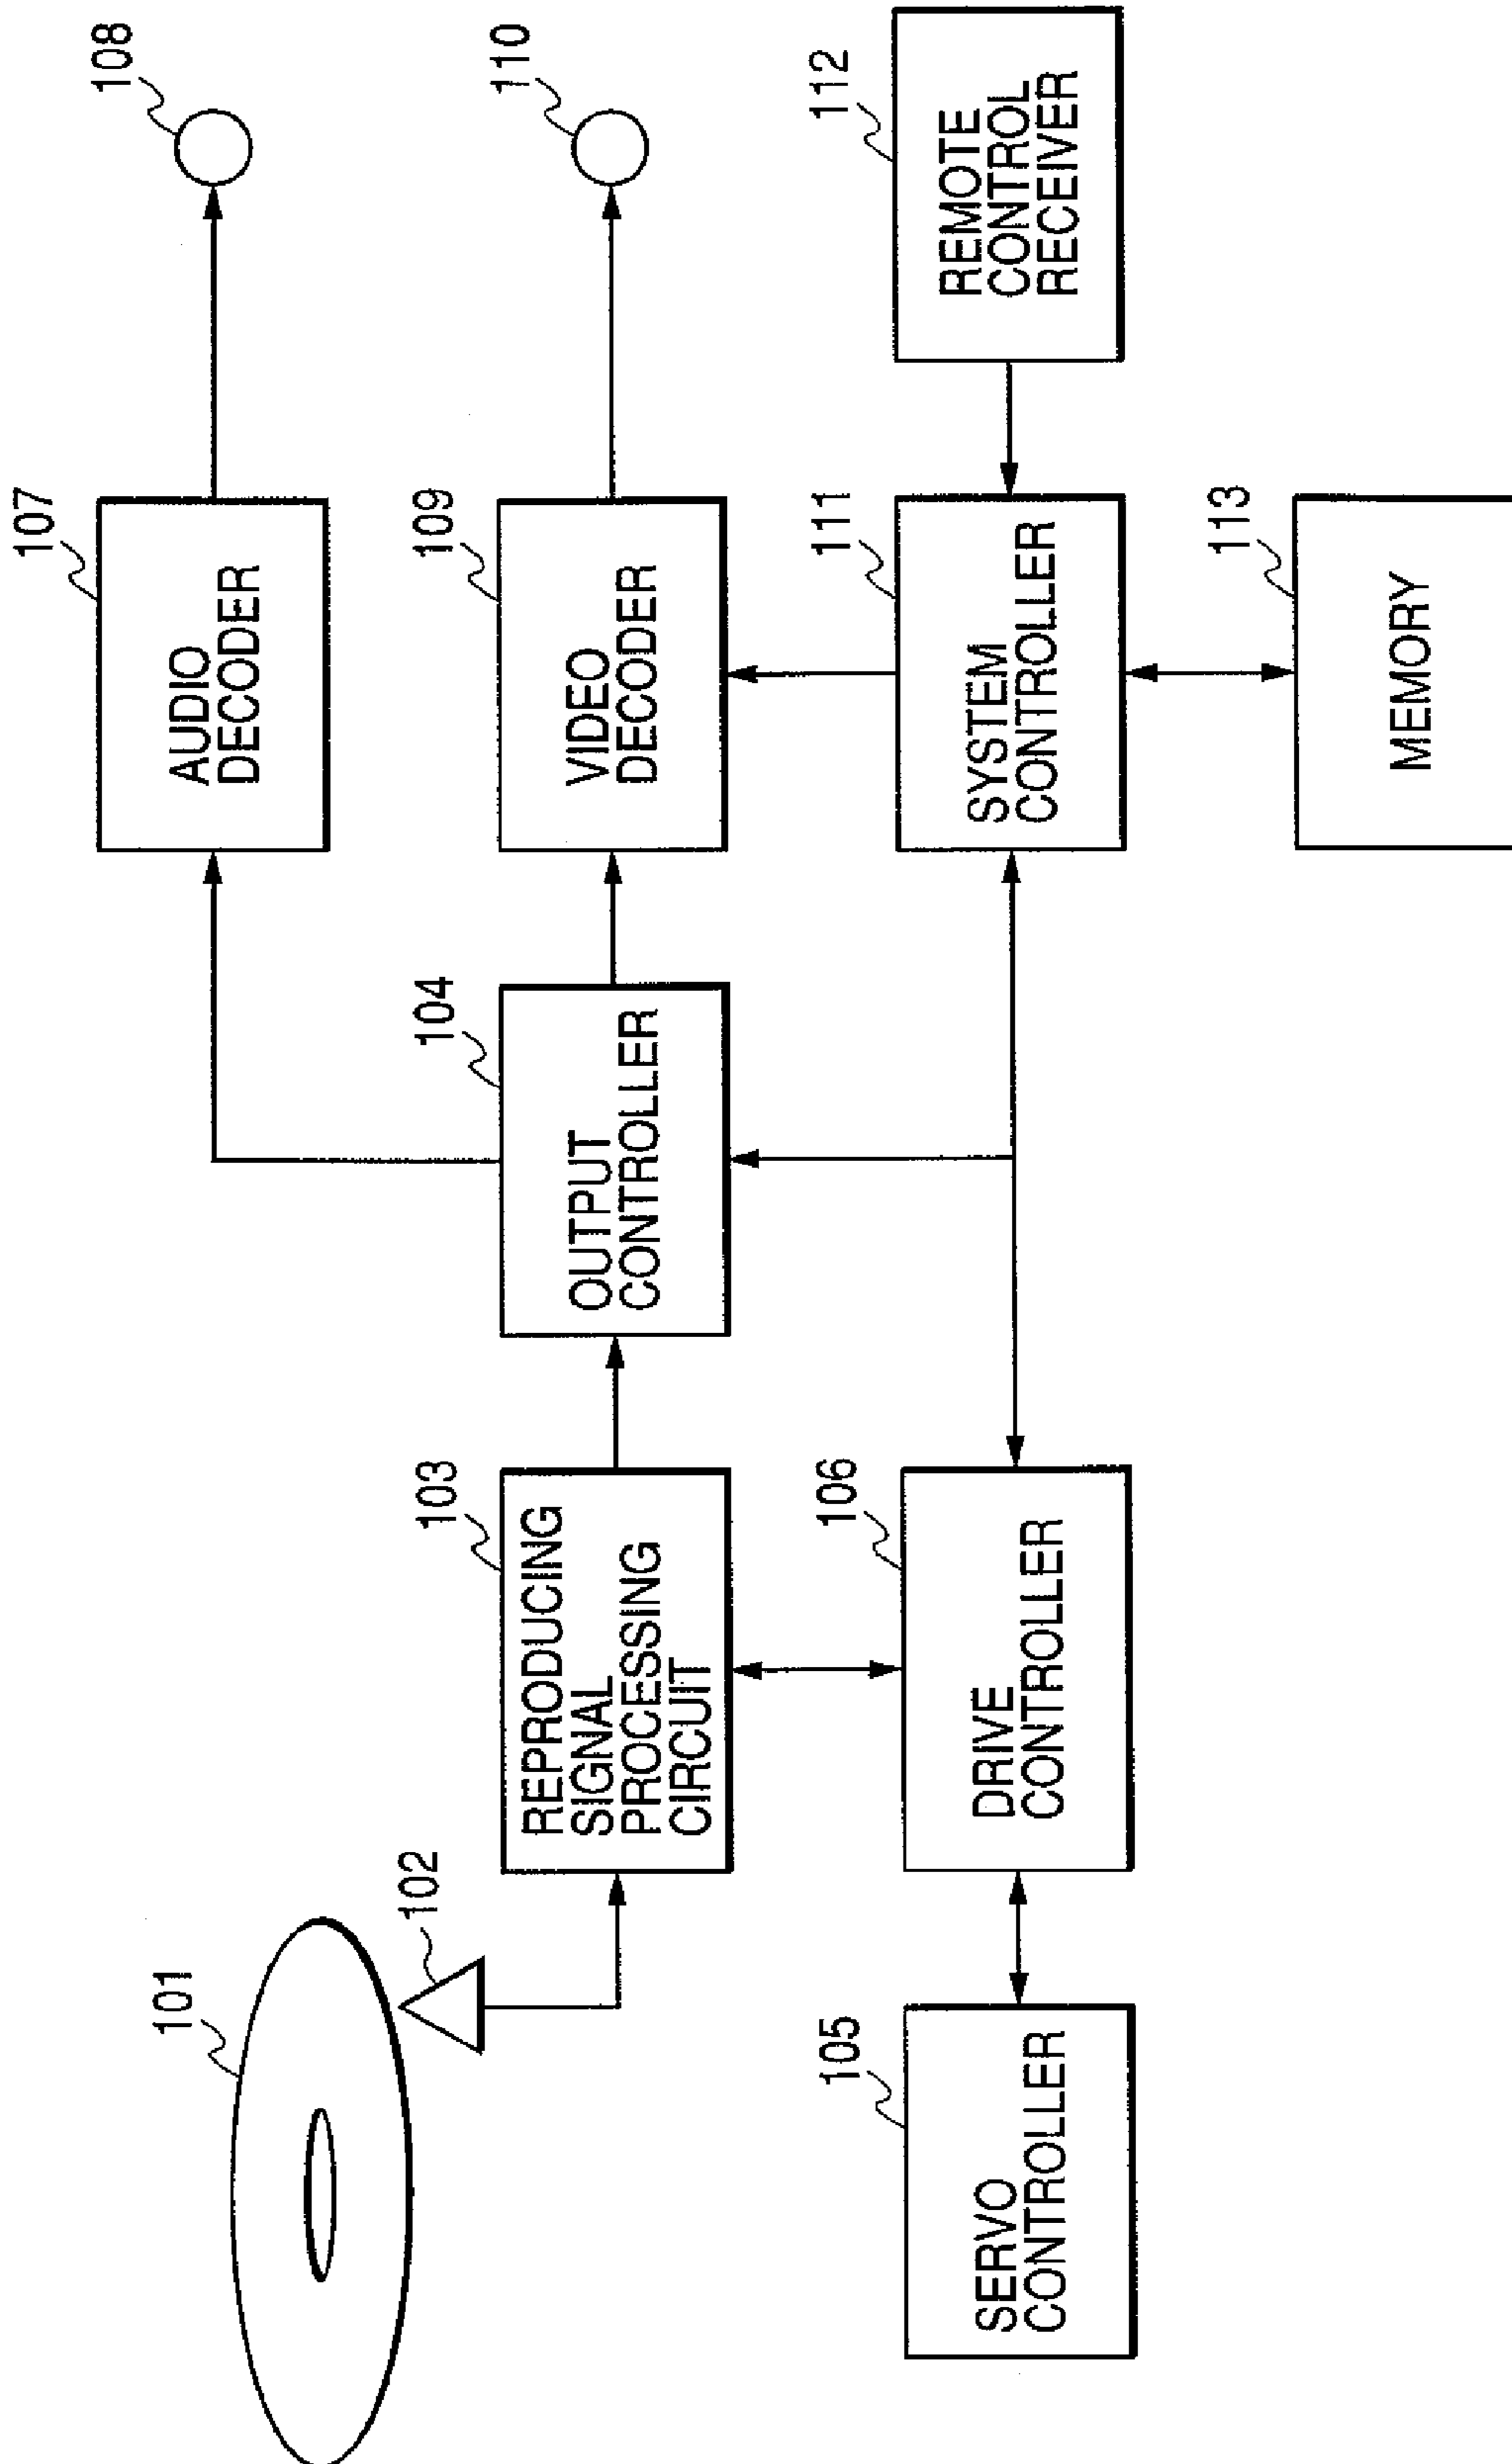 101
102
103
REPRODUCING
SIGNAL
PROCESSING
CIRCUIT
104
OUTPUT
CONTROLLER
107
AUDIO
DECODER
108
109
VIDEO
DECODER
110
105
SERVO
CONTROLLER
106
DRIVE
CONTROLLER
111
SYSTEM
CONTROLLER
112
REMOTE
CONTROL
RECEIVER
113
MEMORY